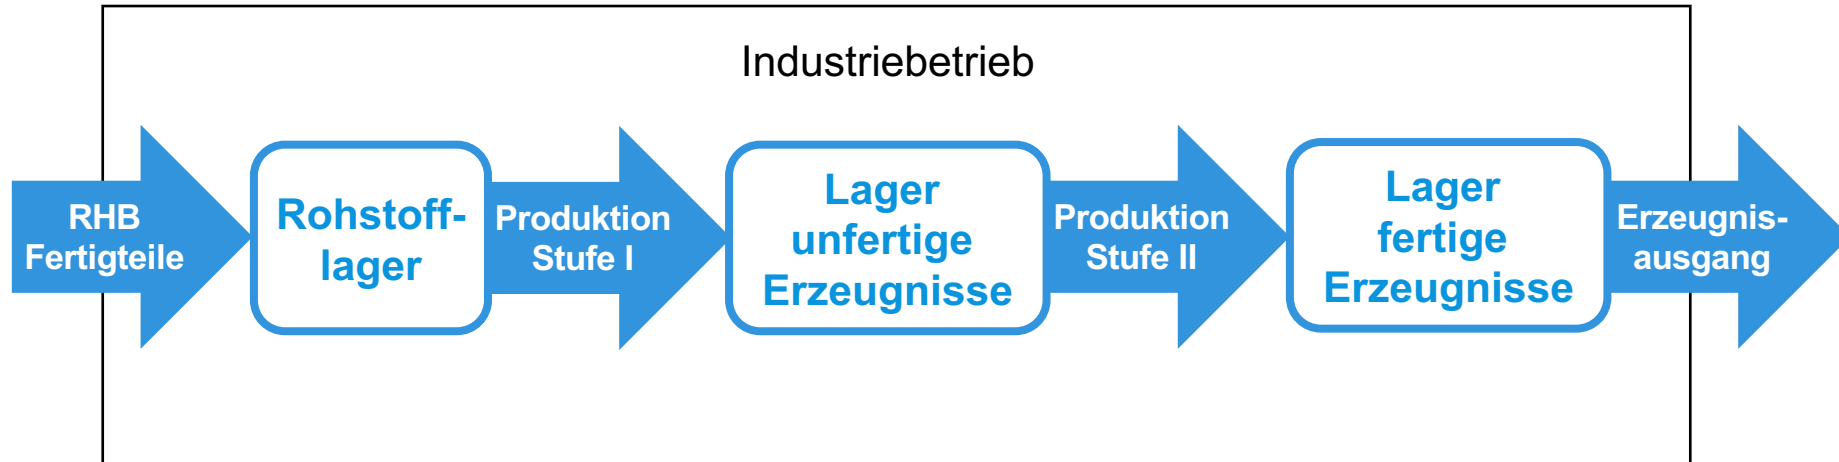 Industriebetrieb
RHB
Fertigteile
Rohstoff-
lager
Produktion
Stufe I
Lager
unfertige
Erzeugnisse
Produktion
Stufe II
Lager
fertige
Erzeugnisse
Erzeugnis-
ausgang